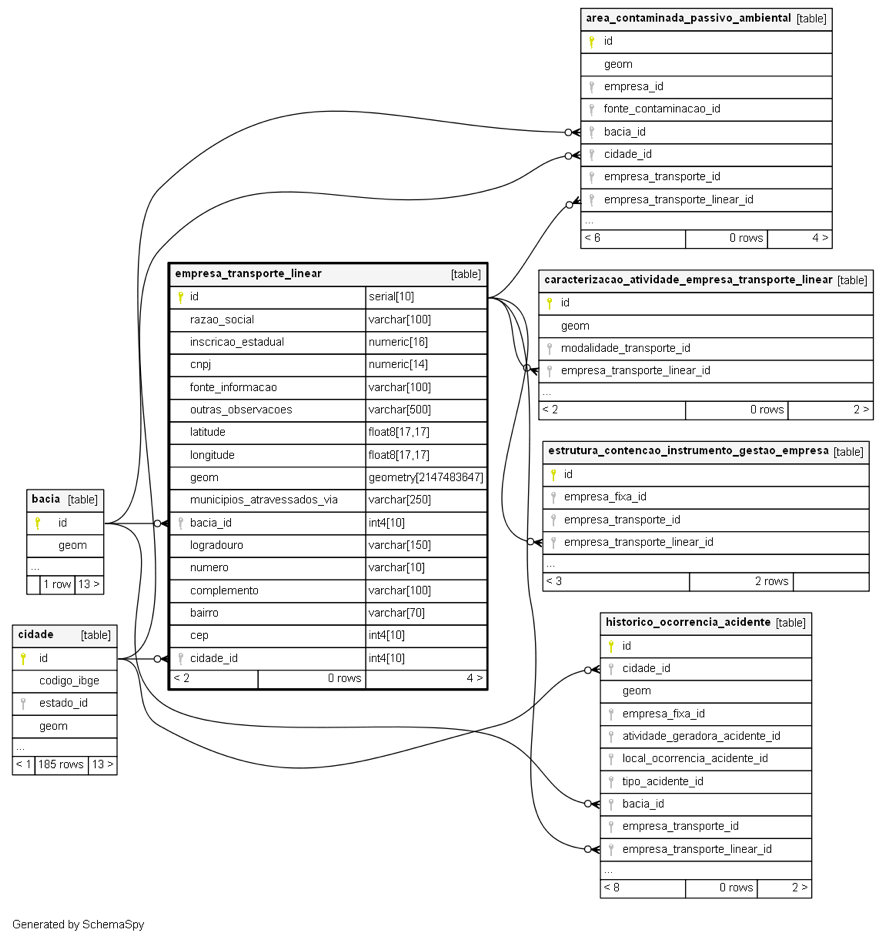 area_contaminada_passivo_ambiental [table]
id
geom
empresa_id
fonte_contaminacao_id
bacia_id
cidade_id
empresa_transporte_id
empresa_transporte_linear_id
...
< 6 0 rows 4 >
empresa_transporte_linear [table]
id serial[10]
razao_social varchar[100]
inscricao_estadual numeric[16]
cnpj numeric[14]
fonte_informacao varchar[100]
outras_observacoes varchar[500]
latitude float8[17,17]
longitude float8[17,17]
geom geometry[2147483647]
municipios_atravessados_via varchar[250]
bacia_id int4[10]
logradouro varchar[150]
numero varchar[10]
complemento varchar[100]
bairro varchar[70]
cep int4[10]
cidade_id int4[10]
< 2 0 rows 4 >
caracterizacao_atividade_empresa_transporte_linear [table]
id
geom
modalidade_transporte_id
empresa_transporte_linear_id
...
< 2 0 rows 2 >
estrutura_contencao_instrumento_gestao_empresa [table]
id
empresa_fixa_id
empresa_transporte_id
empresa_transporte_linear_id
...
< 3 2 rows
bacia [table]
id
geom
...
1 row 13 >
cidade [table]
id
codigo_ibge
estado_id
geom
...
< 1 185 rows 13 >
historico_ocorrencia_acidente [table]
id
cidade_id
geom
empresa_fixa_id
atividade_geradora_acidente_id
local_ocorrencia_acidente_id
tipo_acidente_id
bacia_id
empresa_transporte_id
empresa_transporte_linear_id
...
< 8 0 rows 2 >
Generated by SchemaSpy